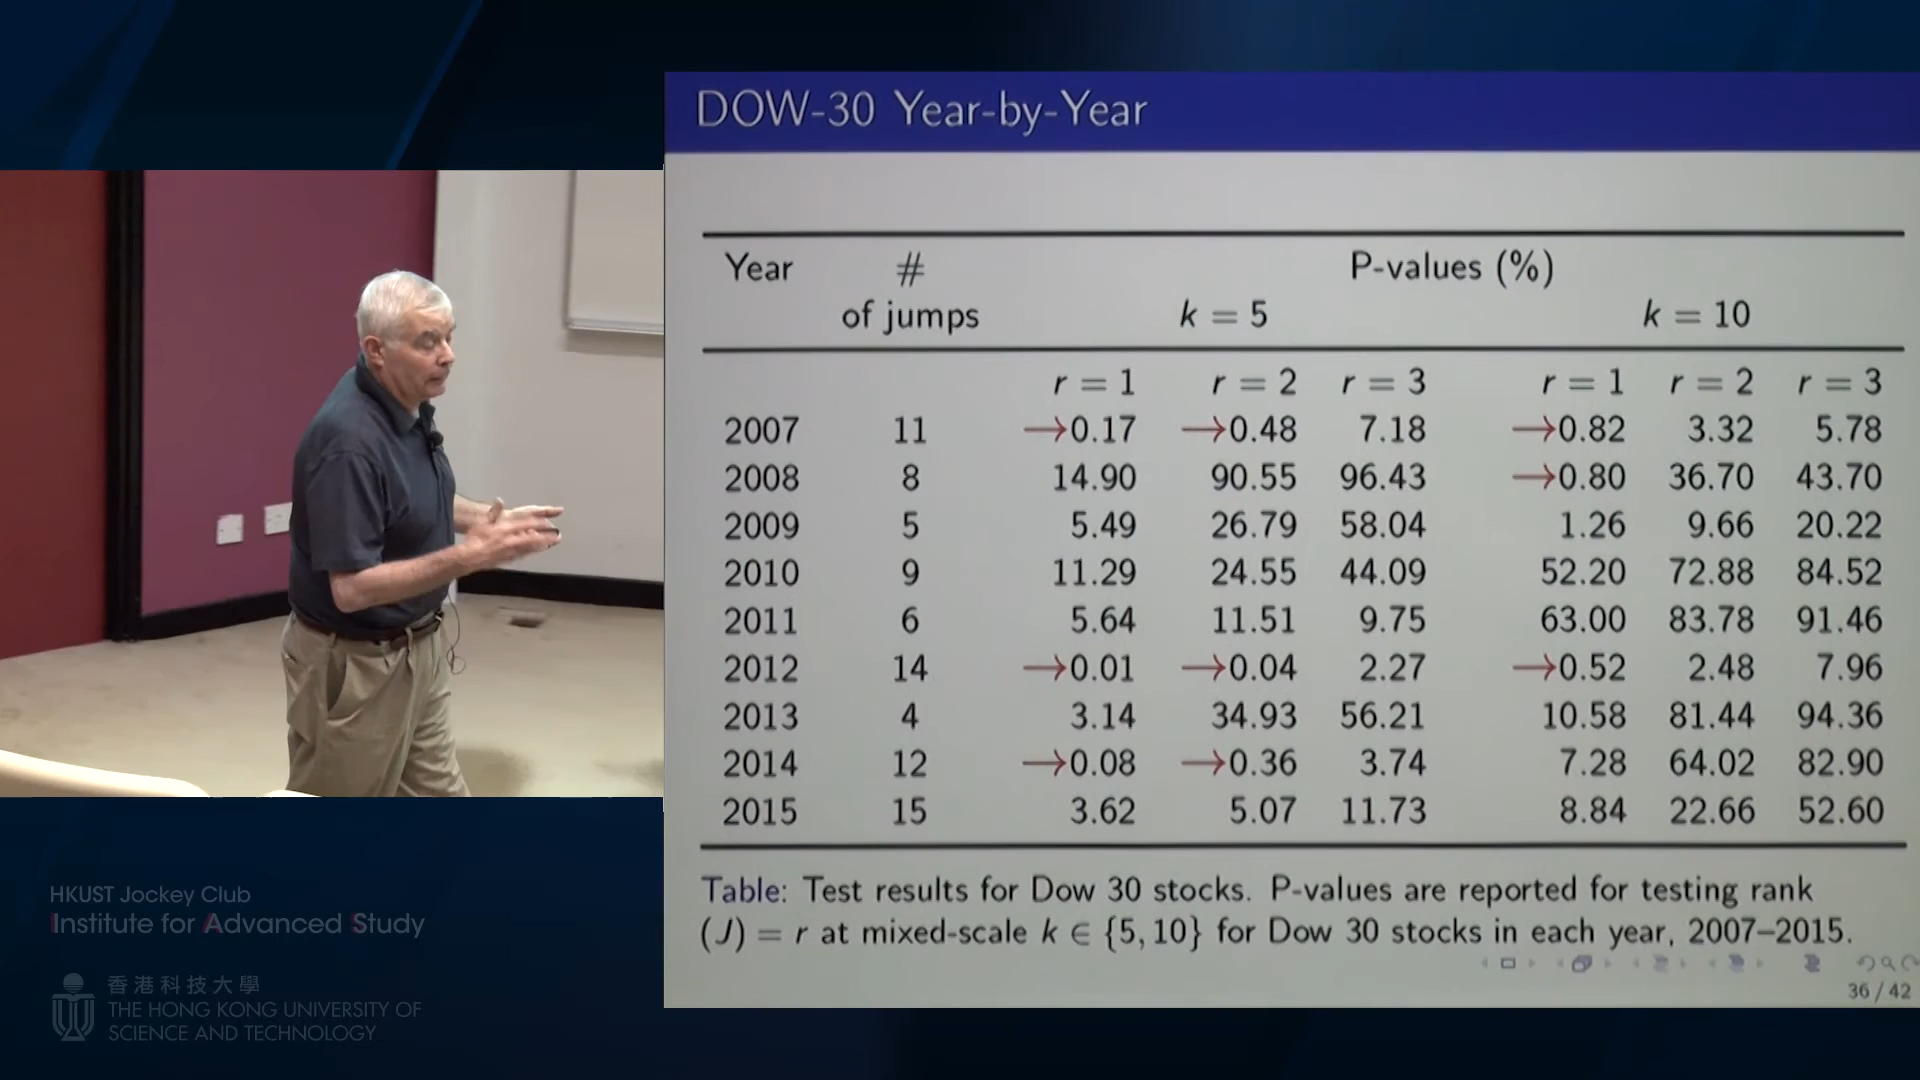 DOW-30 Year-by-Year
Year # P-values (%)
of jumps k = 5 k = 10
r = 1 r = 2 r = 3 r = 1 r = 2 r = 3
2007 11 →0.17 →0.48 7.18 →0.82 3.32 5.78
2008 8 14.90 90.55 96.43 →0.80 36.70 43.70
2009 5 5.49 26.79 58.04 1.26 9.66 20.22
2010 9 11.29 24.55 44.09 52.20 72.88 84.52
2011 6 5.64 11.51 9.75 63.00 83.78 91.46
2012 14 →0.01 →0.04 2.27 →0.52 2.48 7.96
2013 4 3.14 34.93 56.21 10.58 81.44 94.36
2014 12 →0.08 →0.36 3.74 7.28 64.02 82.90
2015 15 3.62 5.07 11.73 8.84 22.66 52.60
Table: Test results for Dow 30 stocks. P-values are reported for testing rank
(J) = r at mixed-scale k ∈ {5, 10} for Dow 30 stocks in each year, 2007–2015.
36 / 42
HKUST Jockey Club
Institute for Advanced Study
香港科技大學
THE HONG KONG UNIVERSITY OF
SCIENCE AND TECHNOLOGY